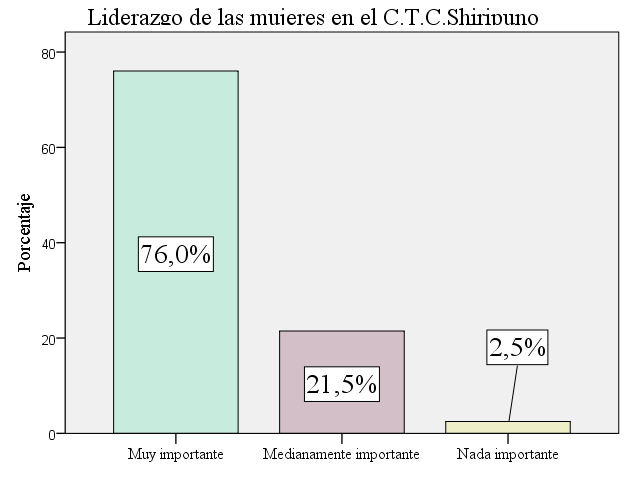 Liderazgo de las mujeres en el C.T.C.Shiripuno
80
60
40
20
0
Porcentaje
76,0%
21,5%
2,5%
Muy importante
Medianamente importante
Nada importante